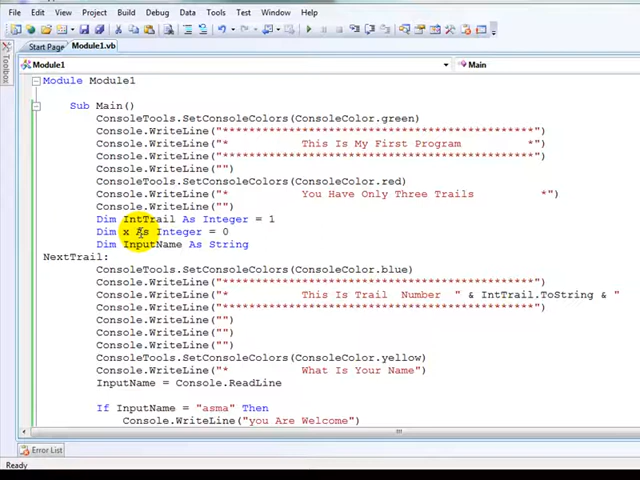 File Edit View Project Build Debug Data Tools Test Window Help
Start Page Module1.vb
Toolbox
Module1 Main
Module Module1
Sub Main()
ConsoleTools.SetConsoleColors(ConsoleColor.green)
Console.WriteLine("***********************************************")
Console.WriteLine("* This Is My First Program *")
Console.WriteLine("***********************************************")
Console.WriteLine("")
ConsoleTools.SetConsoleColors(ConsoleColor.red)
Console.WriteLine("* You Have Only Three Trails *")
Console.WriteLine("")
Dim IntTrail As Integer = 1
Dim x As Integer = 0
Dim InputName As String
NextTrail:
ConsoleTools.SetConsoleColors(ConsoleColor.blue)
Console.WriteLine("***********************************************")
Console.WriteLine("* This Is Trail Number " & IntTrail.ToString & "
Console.WriteLine("***********************************************")
Console.WriteLine("")
Console.WriteLine("")
Console.WriteLine("")
ConsoleTools.SetConsoleColors(ConsoleColor.yellow)
Console.WriteLine("* What Is Your Name")
InputName = Console.ReadLine
If InputName = "asma" Then
Console.WriteLine("you Are Welcome")
Error List
Ready